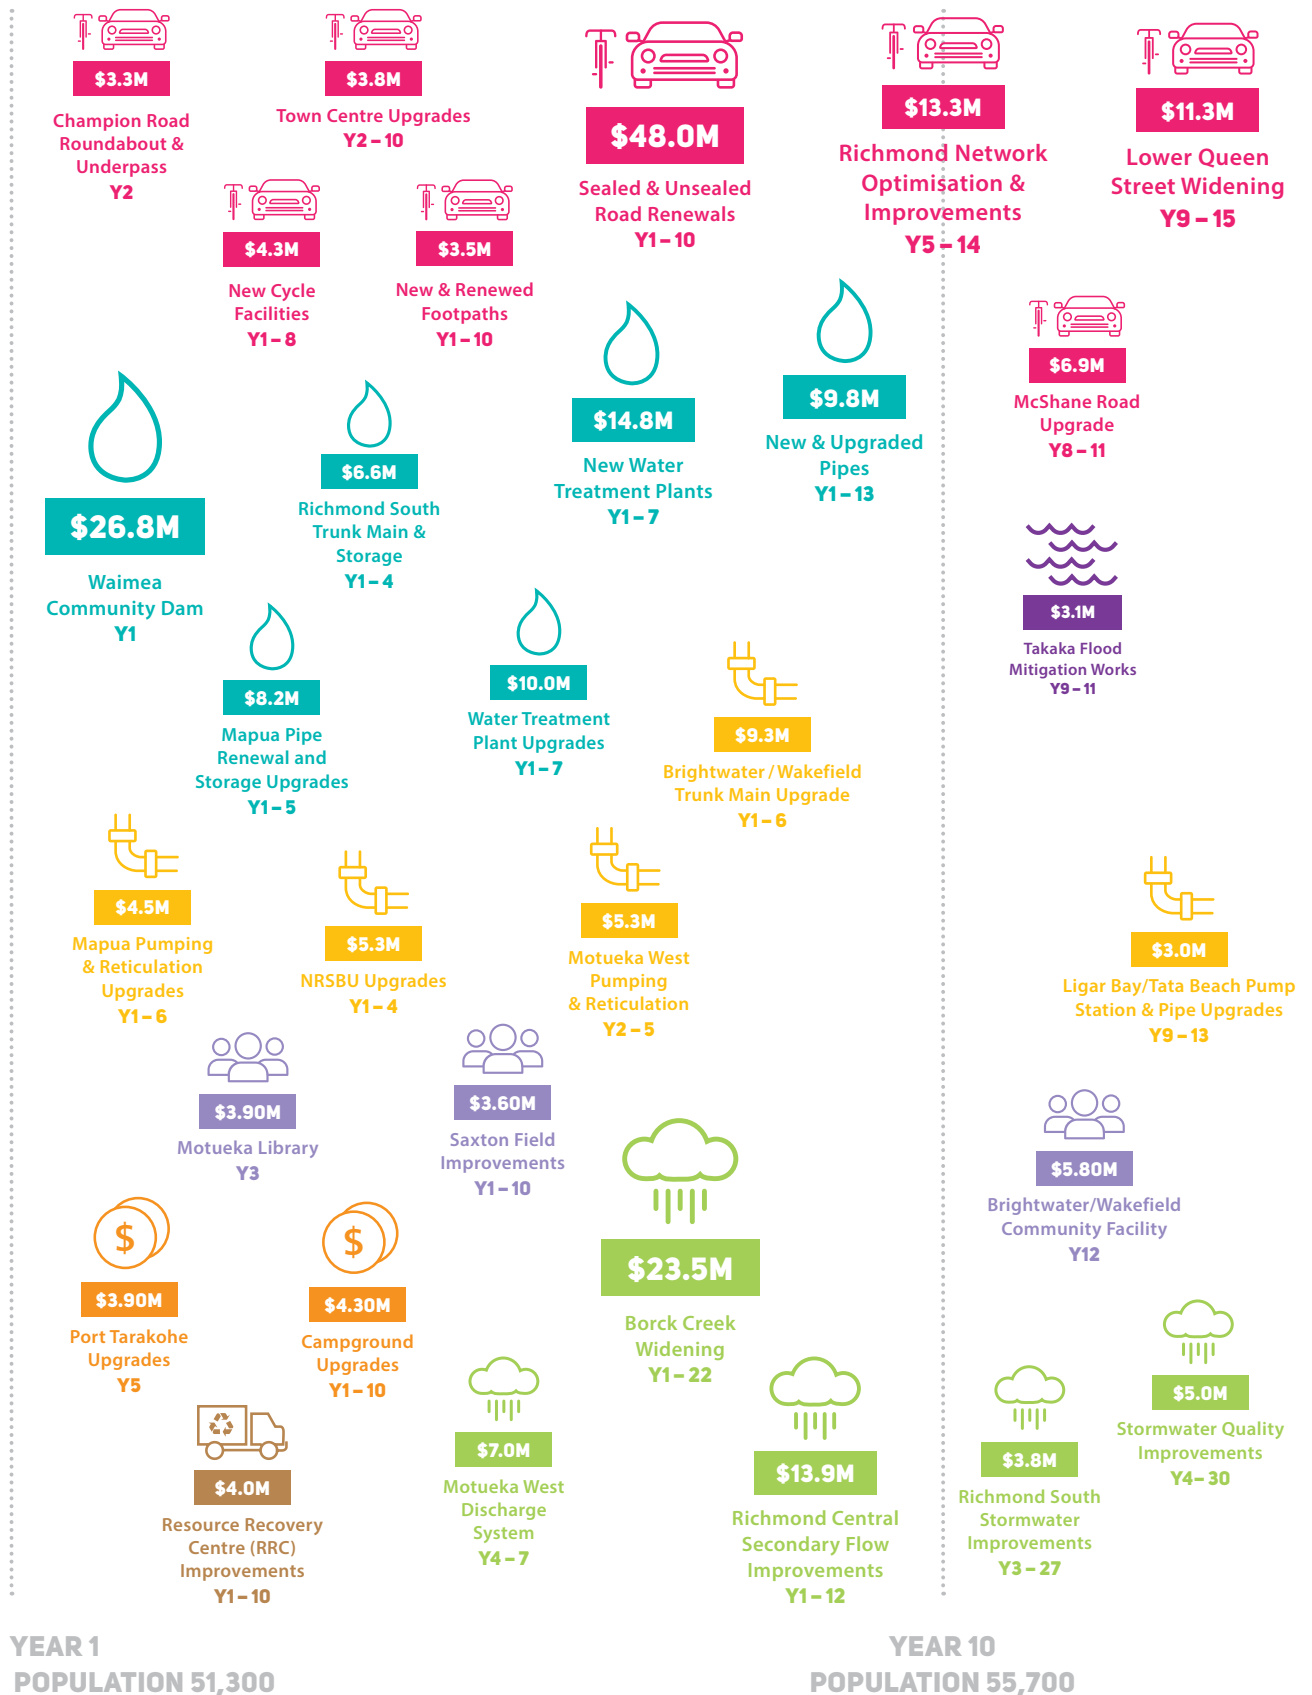 $3.3M
Champion Road
Roundabout &
Underpass
Y2
$3.8M
Town Centre Upgrades
Y2 – 10
$48.0M
Sealed & Unsealed
Road Renewals
Y1 – 10
$13.3M
Richmond Network
Optimisation &
Improvements
Y5 – 14
$11.3M
Lower Queen
Street Widening
Y9 – 15
$4.3M
New Cycle
Facilities
Y1 – 8
$3.5M
New & Renewed
Footpaths
Y1 – 10
$6.9M
McShane Road
Upgrade
Y8 – 11
$26.8M
Waimea
Community Dam
Y1
$6.6M
Richmond South
Trunk Main &
Storage
Y1 – 4
$14.8M
New Water
Treatment Plants
Y1 – 7
$9.8M
New & Upgraded
Pipes
Y1 – 13
$3.1M
Takaka Flood
Mitigation Works
Y9 – 11
$8.2M
Mapua Pipe
Renewal and
Storage Upgrades
Y1 – 5
$10.0M
Water Treatment
Plant Upgrades
Y1 – 7
$9.3M
Brightwater / Wakefield
Trunk Main Upgrade
Y1 – 6
$4.5M
Mapua Pumping
& Reticulation
Upgrades
Y1 – 6
$5.3M
NRSBU Upgrades
Y1 – 4
$5.3M
Motueka West
Pumping
& Reticulation
Y2 – 5
$3.0M
Ligar Bay/Tata Beach Pump
Station & Pipe Upgrades
Y9 – 13
$3.90M
Motueka Library
Y3
$3.60M
Saxton Field
Improvements
Y1 – 10
$5.80M
Brightwater/Wakefield
Community Facility
Y12
$
$3.90M
Port Tarakohe
Upgrades
Y5
$
$4.30M
Campground
Upgrades
Y1 – 10
$23.5M
Borck Creek
Widening
Y1 – 22
$4.0M
Resource Recovery
Centre (RRC)
Improvements
Y1 – 10
$7.0M
Motueka West
Discharge
System
Y4 – 7
$13.9M
Richmond Central
Secondary Flow
Improvements
Y1 – 12
$3.8M
Richmond South
Stormwater
Improvements
Y3 – 27
$5.0M
Stormwater Quality
Improvements
Y4– 30
YEAR 1
POPULATION 51,300
YEAR 10
POPULATION 55,700